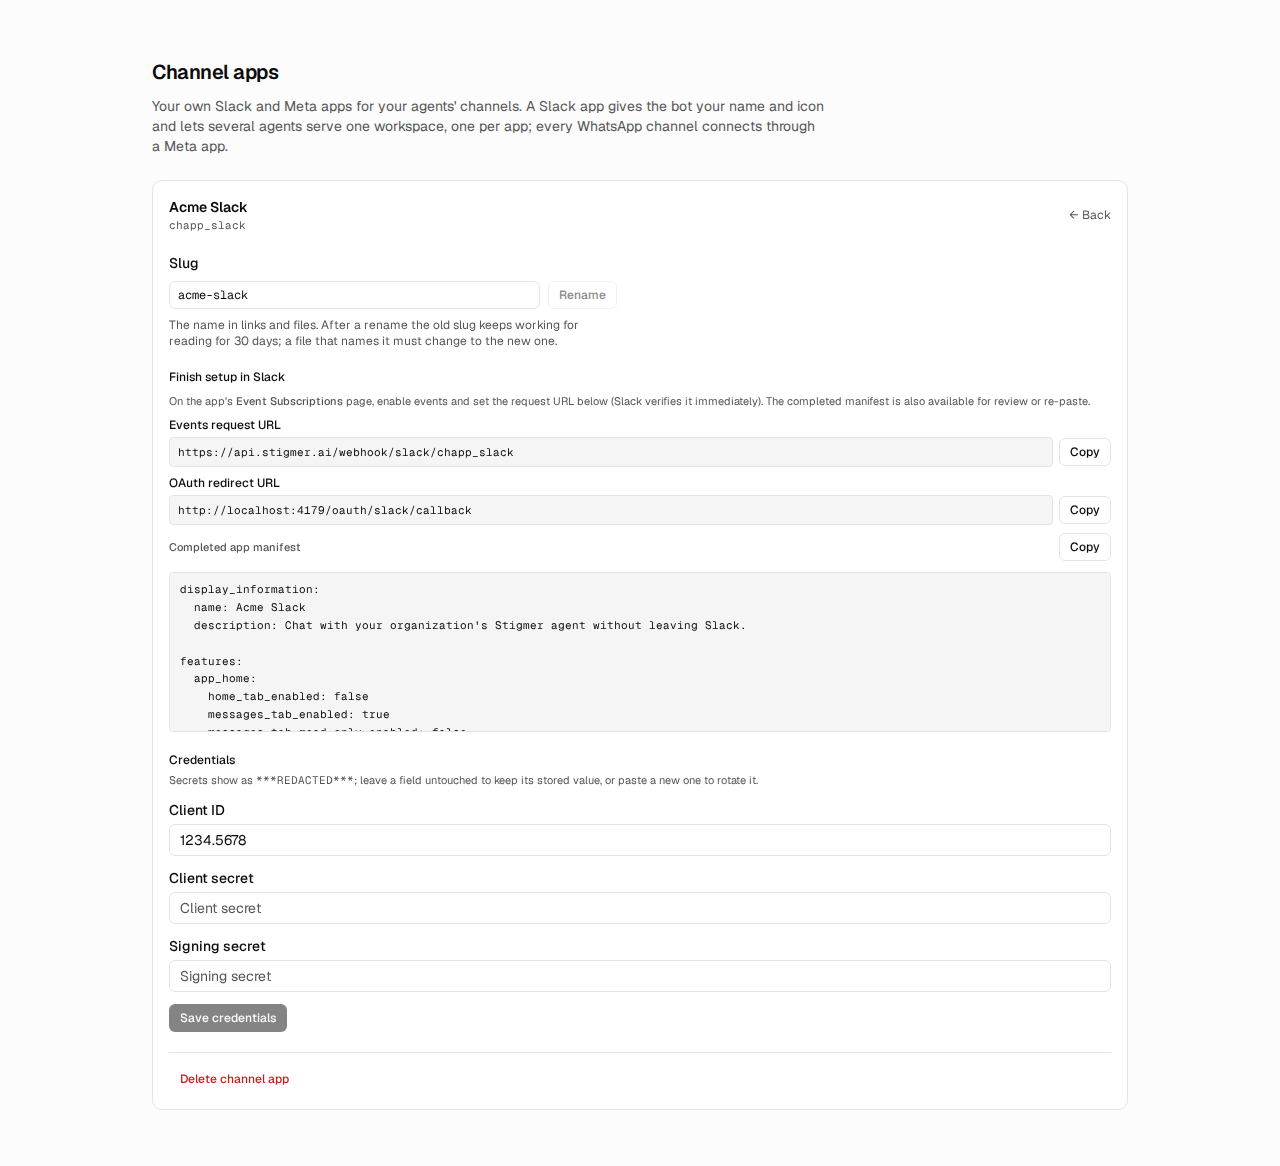 Channel apps
Your own Slack and Meta apps for your agents' channels. A Slack app gives the bot your name and icon
and lets several agents serve one workspace, one per app; every WhatsApp channel connects through
a Meta app.
Acme Slack
chapp_slack
← Back
Slug
acme-slack
Rename
The name in links and files. After a rename the old slug keeps working for
reading for 30 days; a file that names it must change to the new one.
Finish setup in Slack
On the app's Event Subscriptions page, enable events and set the request URL below (Slack verifies it immediately). The completed manifest is also available for review or re-paste.
Events request URL
https://api.stigmer.ai/webhook/slack/chapp_slack
Copy
OAuth redirect URL
http://localhost:4179/oauth/slack/callback
Copy
Completed app manifest
Copy
display_information:
name: Acme Slack
description: Chat with your organization's Stigmer agent without leaving Slack.
features:
app_home:
home_tab_enabled: false
messages_tab_enabled: true
messages_tab_read_only_enabled: false
Credentials
Secrets show as ***REDACTED***; leave a field untouched to keep its stored value, or paste a new one to rotate it.
Client ID
1234.5678
Client secret
Client secret
Signing secret
Signing secret
Save credentials
Delete channel app